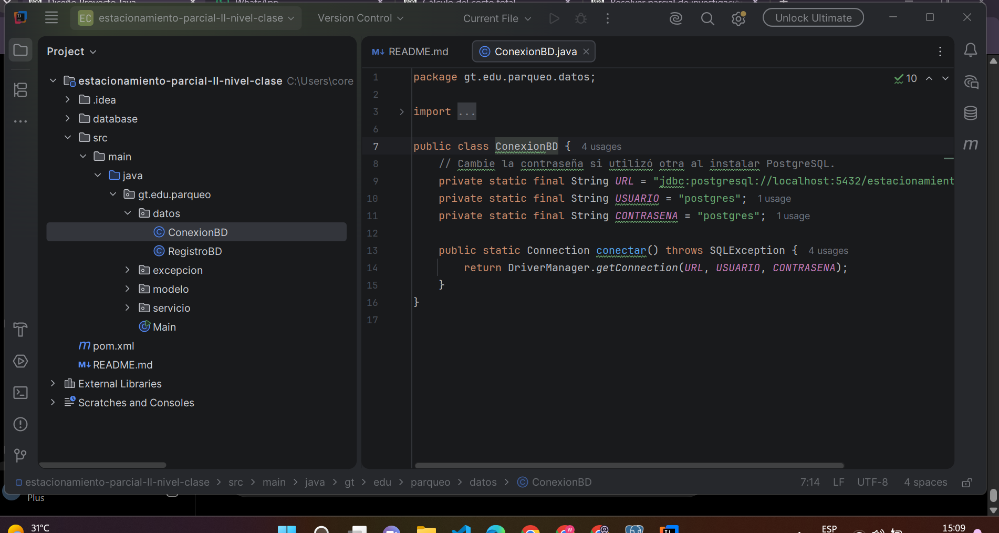 EC estacionamiento-parcial-II-nivel-clase
Version Control
Current File
Unlock Ultimate
Project
estacionamiento-parcial-II-nivel-clase C:\Users\core
.idea
database
src
main
java
gt.edu.parqueo
datos
ConexionBD
RegistroBD
excepcion
modelo
servicio
Main
pom.xml
README.md
External Libraries
Scratches and Consoles
README.md
ConexionBD.java
10
1 package gt.edu.parqueo.datos;
2
3 import ...
6
7 public class ConexionBD { 4 usages
8 // Cambie la contraseña si utilizó otra al instalar PostgreSQL.
9 private static final String URL = "jdbc:postgresql://localhost:5432/estacionamient
10 private static final String USUARIO = "postgres"; 1 usage
11 private static final String CONTRASENA = "postgres"; 1 usage
12
13 public static Connection conectar() throws SQLException { 4 usages
14 return DriverManager.getConnection(URL, USUARIO, CONTRASENA);
15 }
16 }
17
estacionamiento-parcial-II-nivel-clase > src > main > java > gt > edu > parqueo > datos > ConexionBD
7:14 LF UTF-8 4 spaces
Plus
31°C
ESP
15:09